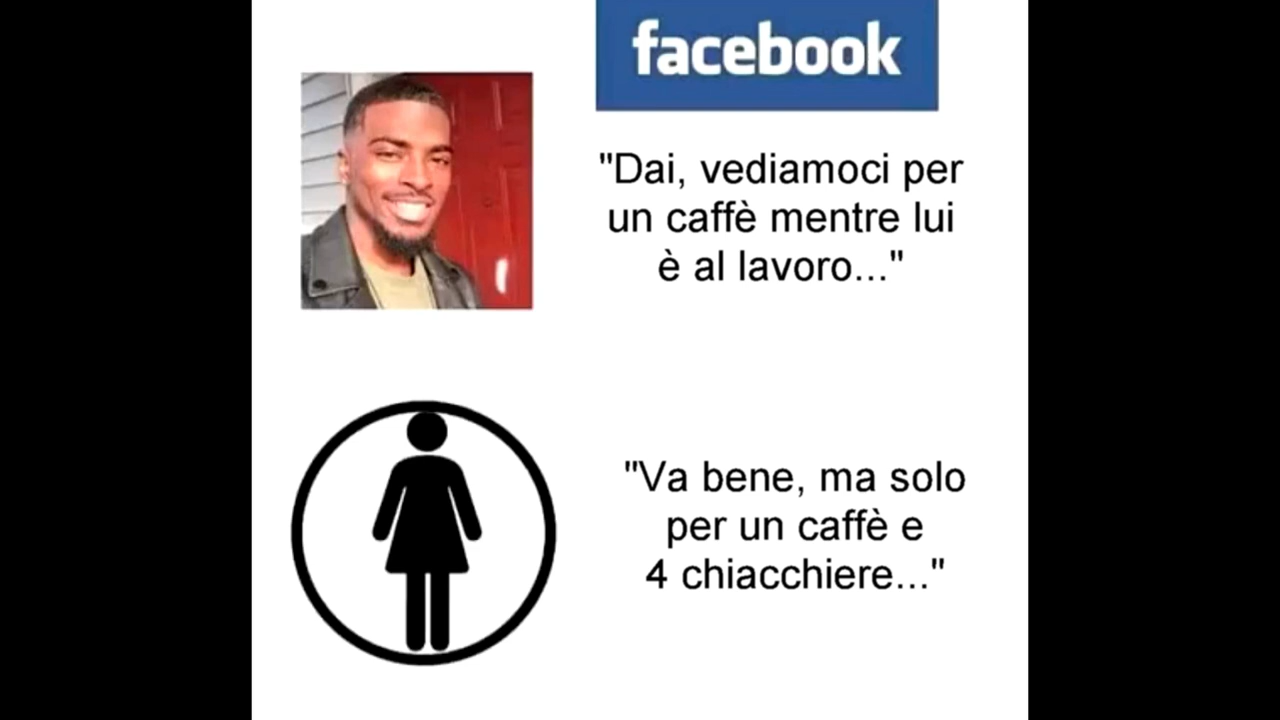 facebook
"Dai, vediamoci per
un caffè mentre lui
è al lavoro..."
"Va bene, ma solo
per un caffè e
4 chiacchiere..."